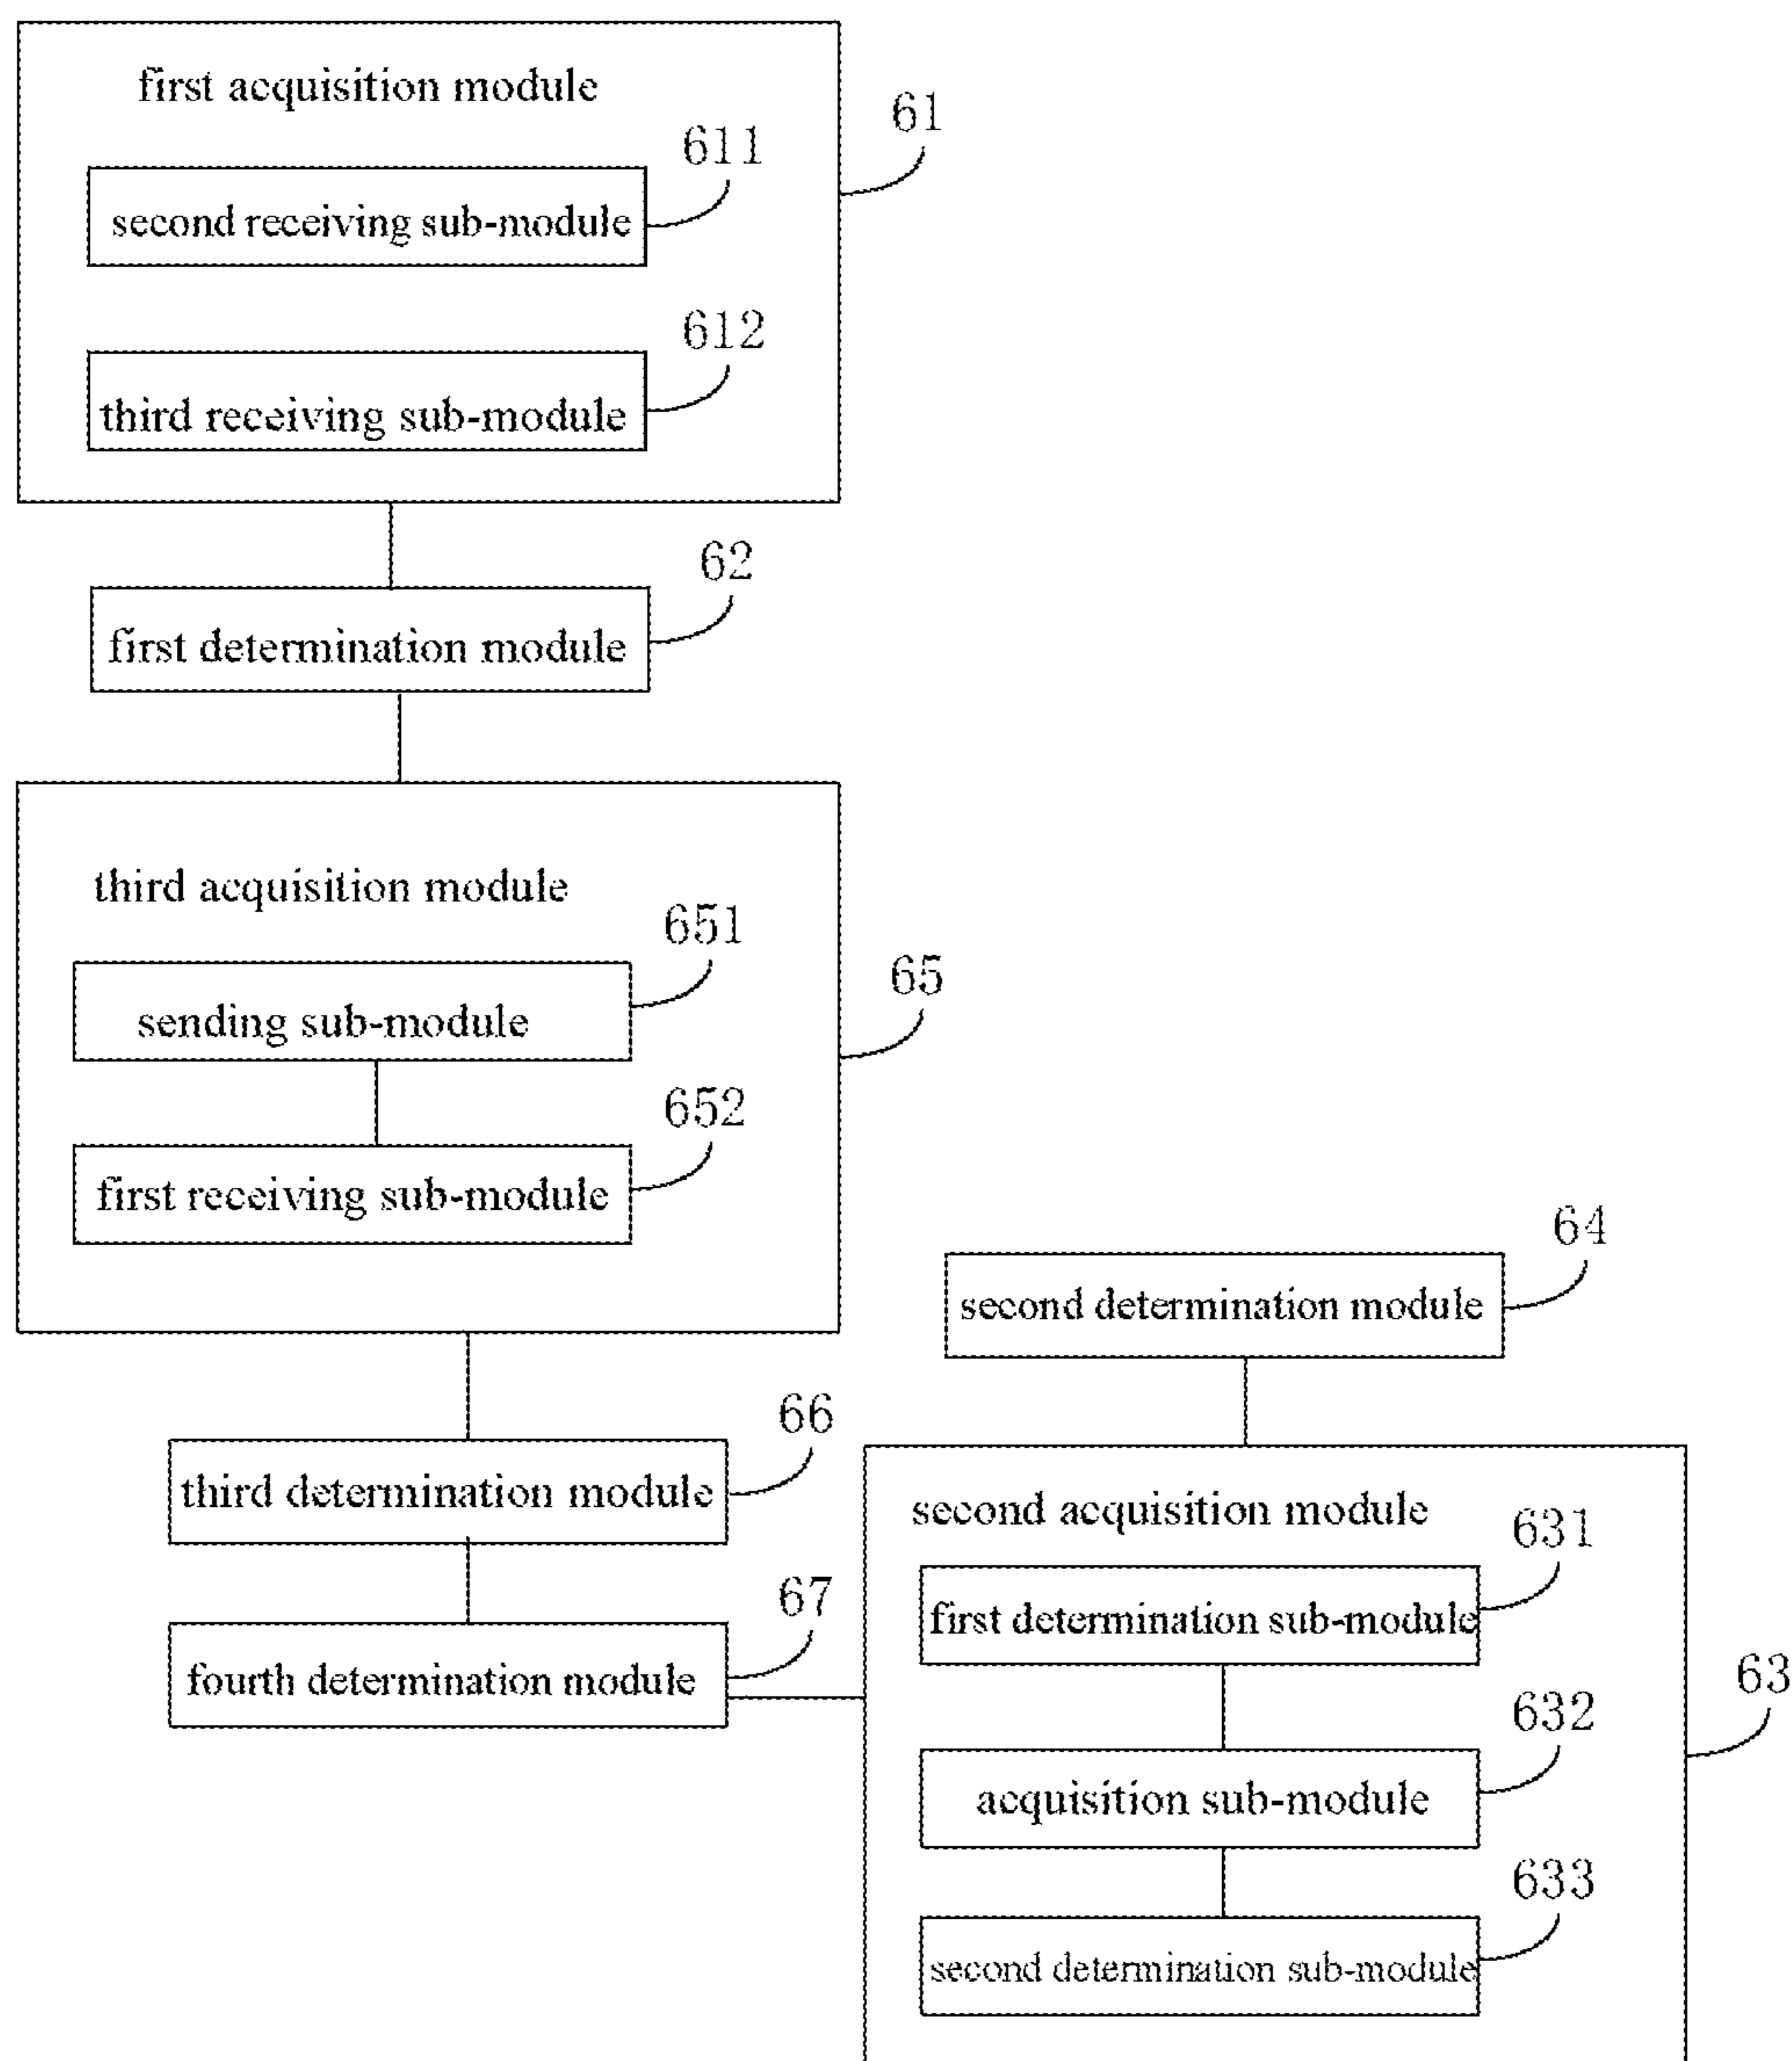 first acquisition module
61
611
second receiving sub-module
612
third receiving sub-module
62
first determination module
third acquisition module
651
65
sending sub-module
652
first receiving sub-module
64
second determination module
66
third determination module
second acquisition module
631
67
first determination sub-module
fourth determination module
63
632
acquisition sub-module
633
second determination sub-module